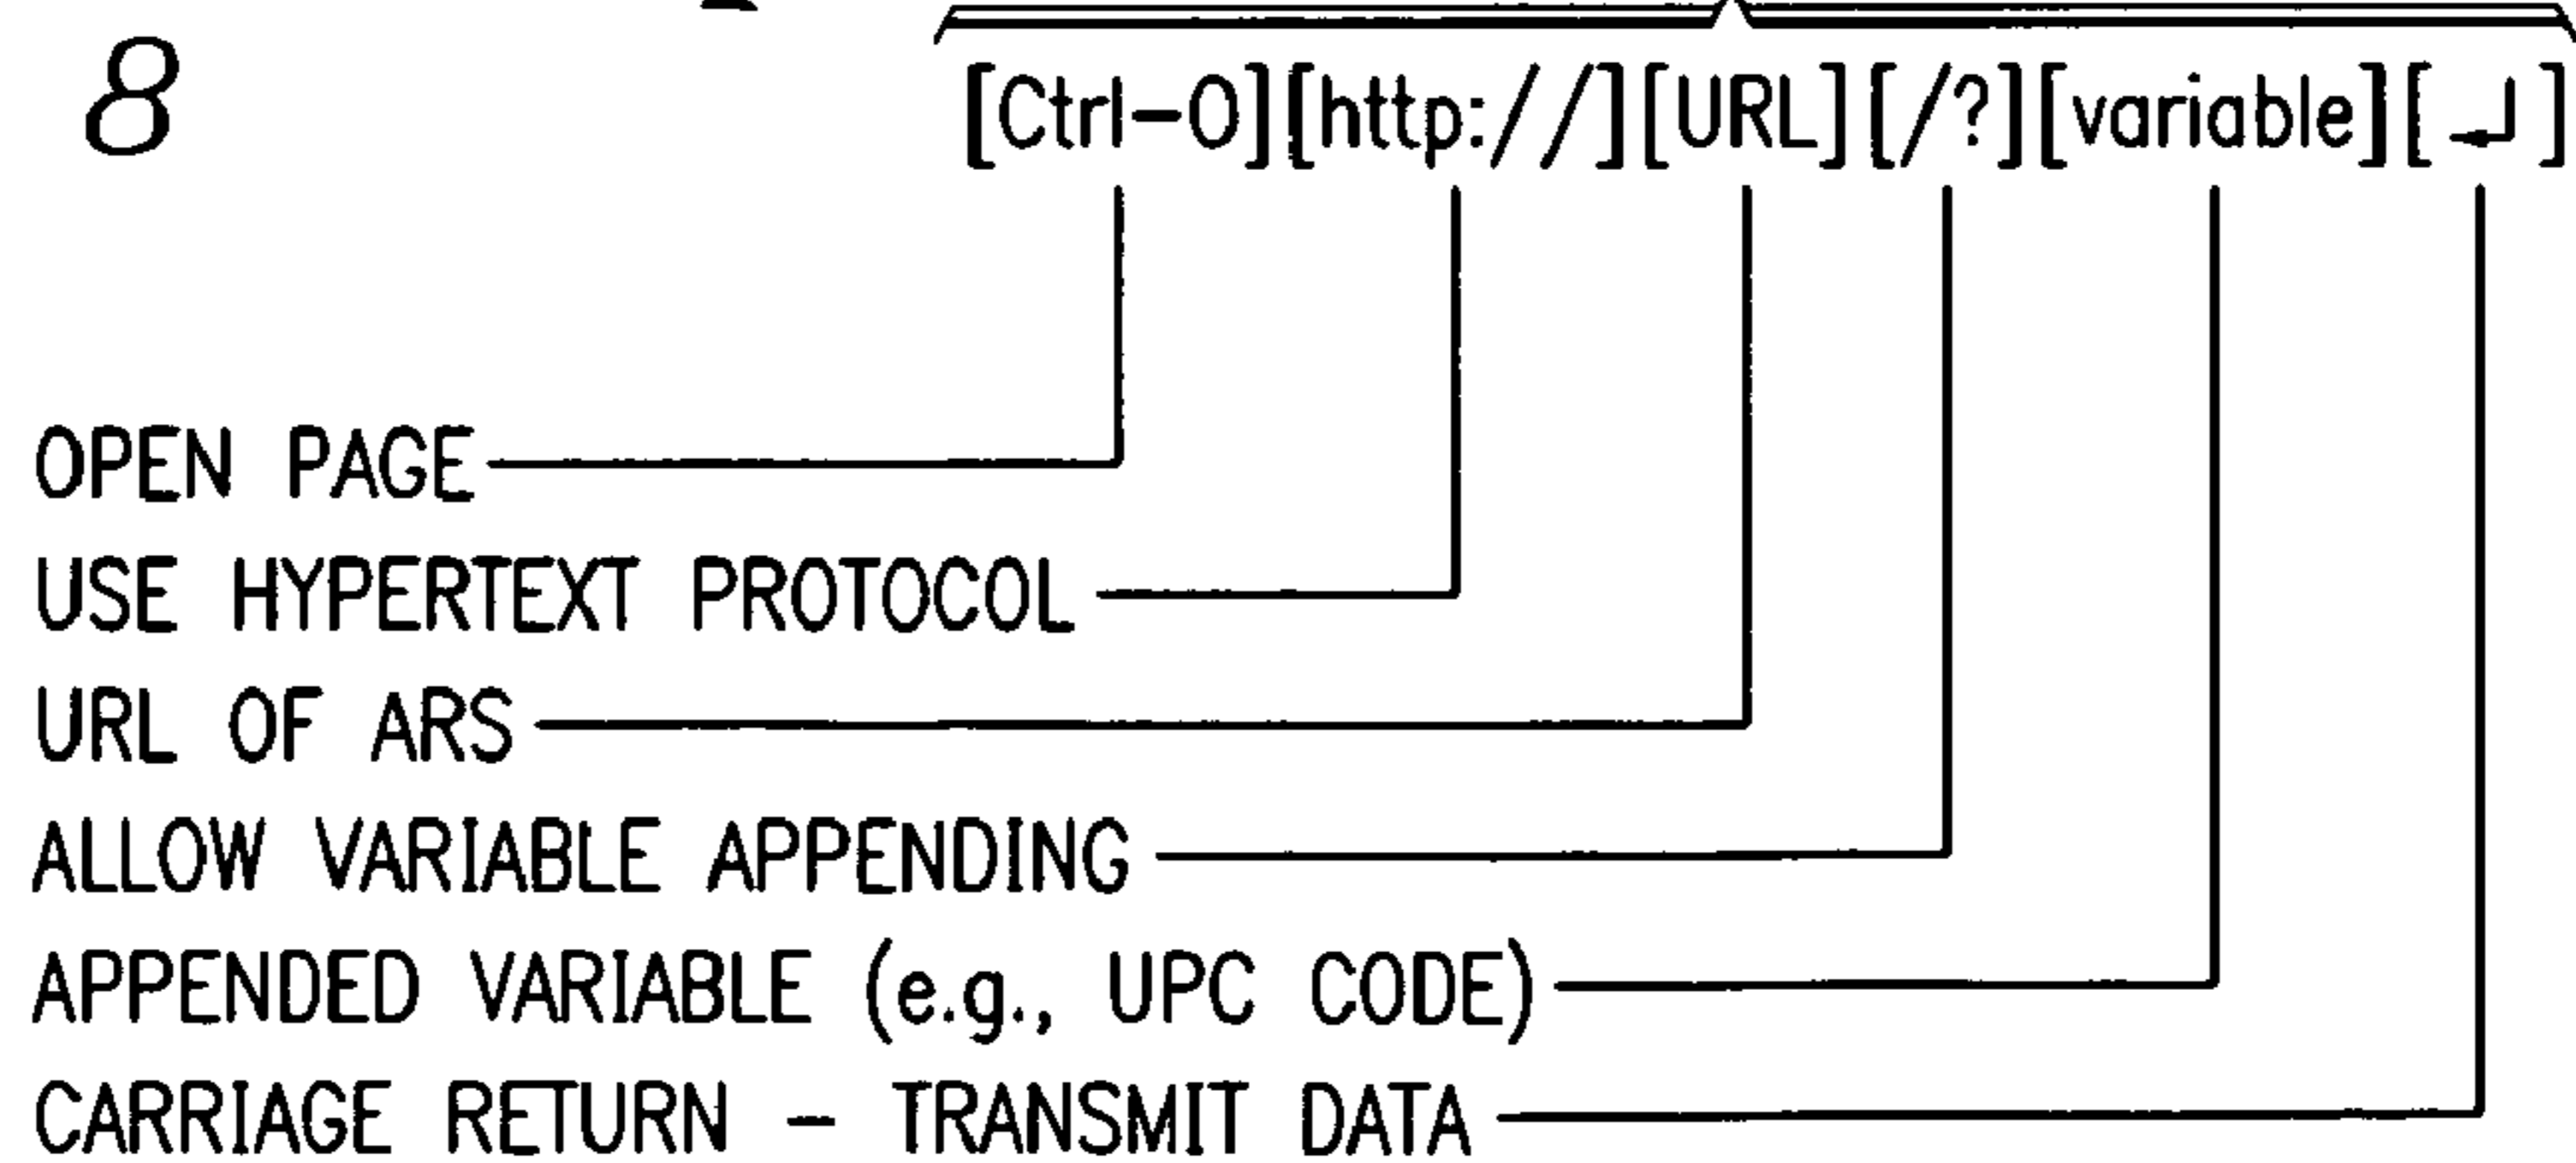 8
[Ctrl-O][http://][URL][/?][variable][↵]
OPEN PAGE
USE HYPERTEXT PROTOCOL
URL OF ARS
ALLOW VARIABLE APPENDING
APPENDED VARIABLE (e.g., UPC CODE)
CARRIAGE RETURN - TRANSMIT DATA